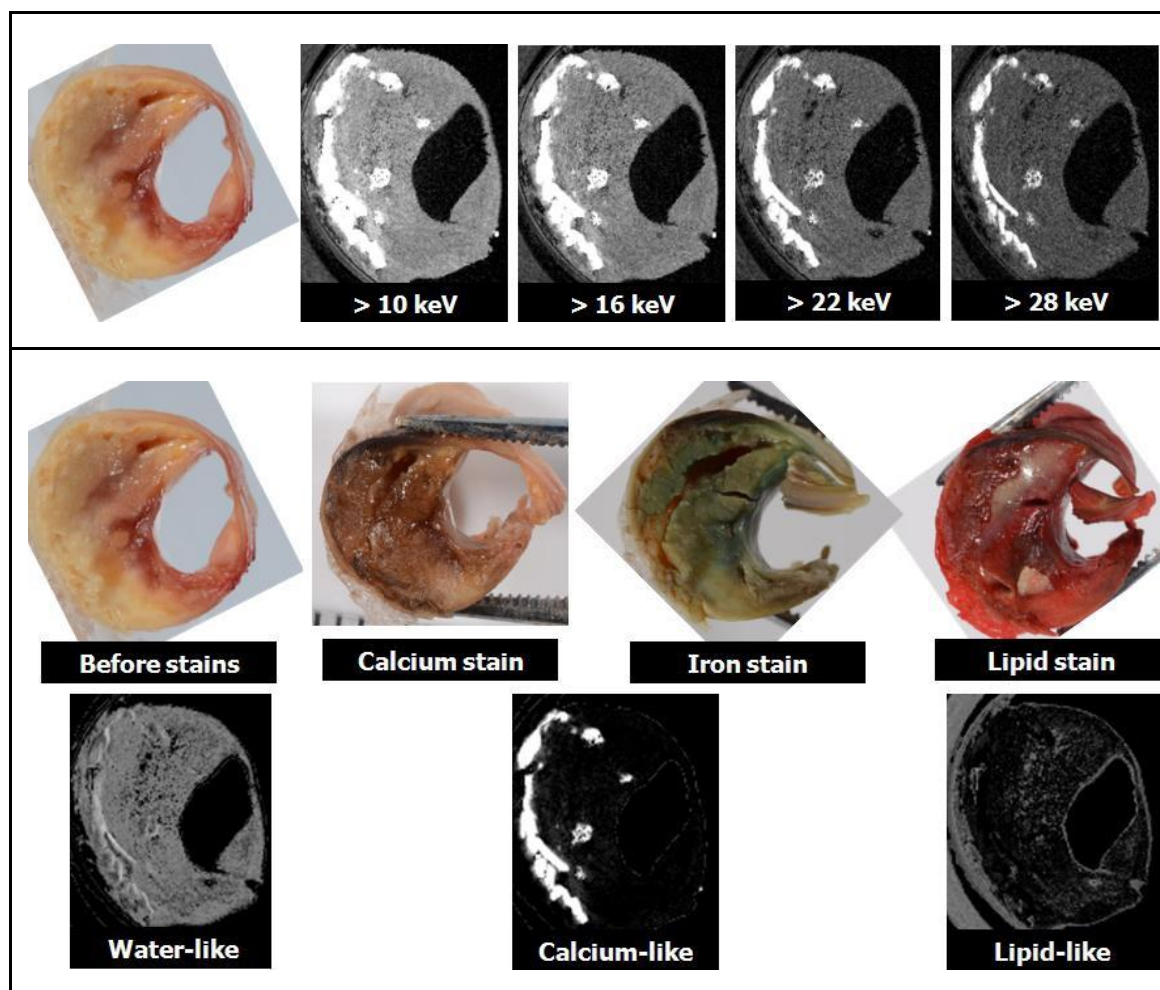 > 10 keV
> 16 keV
> 22 keV
> 28 keV
Before stains
Calcium stain
Iron stain
Lipid stain
Water-like
Calcium-like
Lipid-like